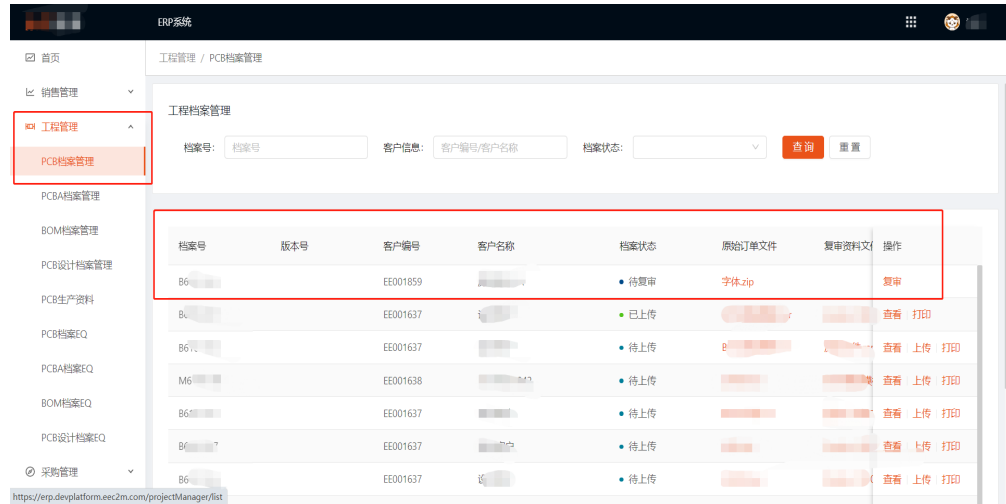 ERP系统
首页
工程管理 / PCB档案管理
销售管理
工程管理
PCB档案管理
PCBA档案管理
BOM档案管理
PCB设计档案管理
PCB生产资料
PCB档案EQ
PCBA档案EQ
BOM档案EQ
PCB设计档案EQ
采购管理
工程档案管理
档案号: 档案号 客户信息: 客户编号/客户名称 档案状态: 查询 重置
档案号 版本号 客户编号 客户名称 档案状态 原始订单文件 复审资料文 操作
B6 EE001859 待复审 字体.zip 复审
EE001637 已上传 查看 打印
B6 EE001637 待上传 查看 上传 打印
M6 EE001638 待上传 查看 上传 打印
B6 EE001637 待上传 查看 上传 打印
EE001637 待上传 查看 上传 打印
B6 EE001637 待上传 查看 上传 打印
https://erp.devplatform.eec2m.com/projectManager/list